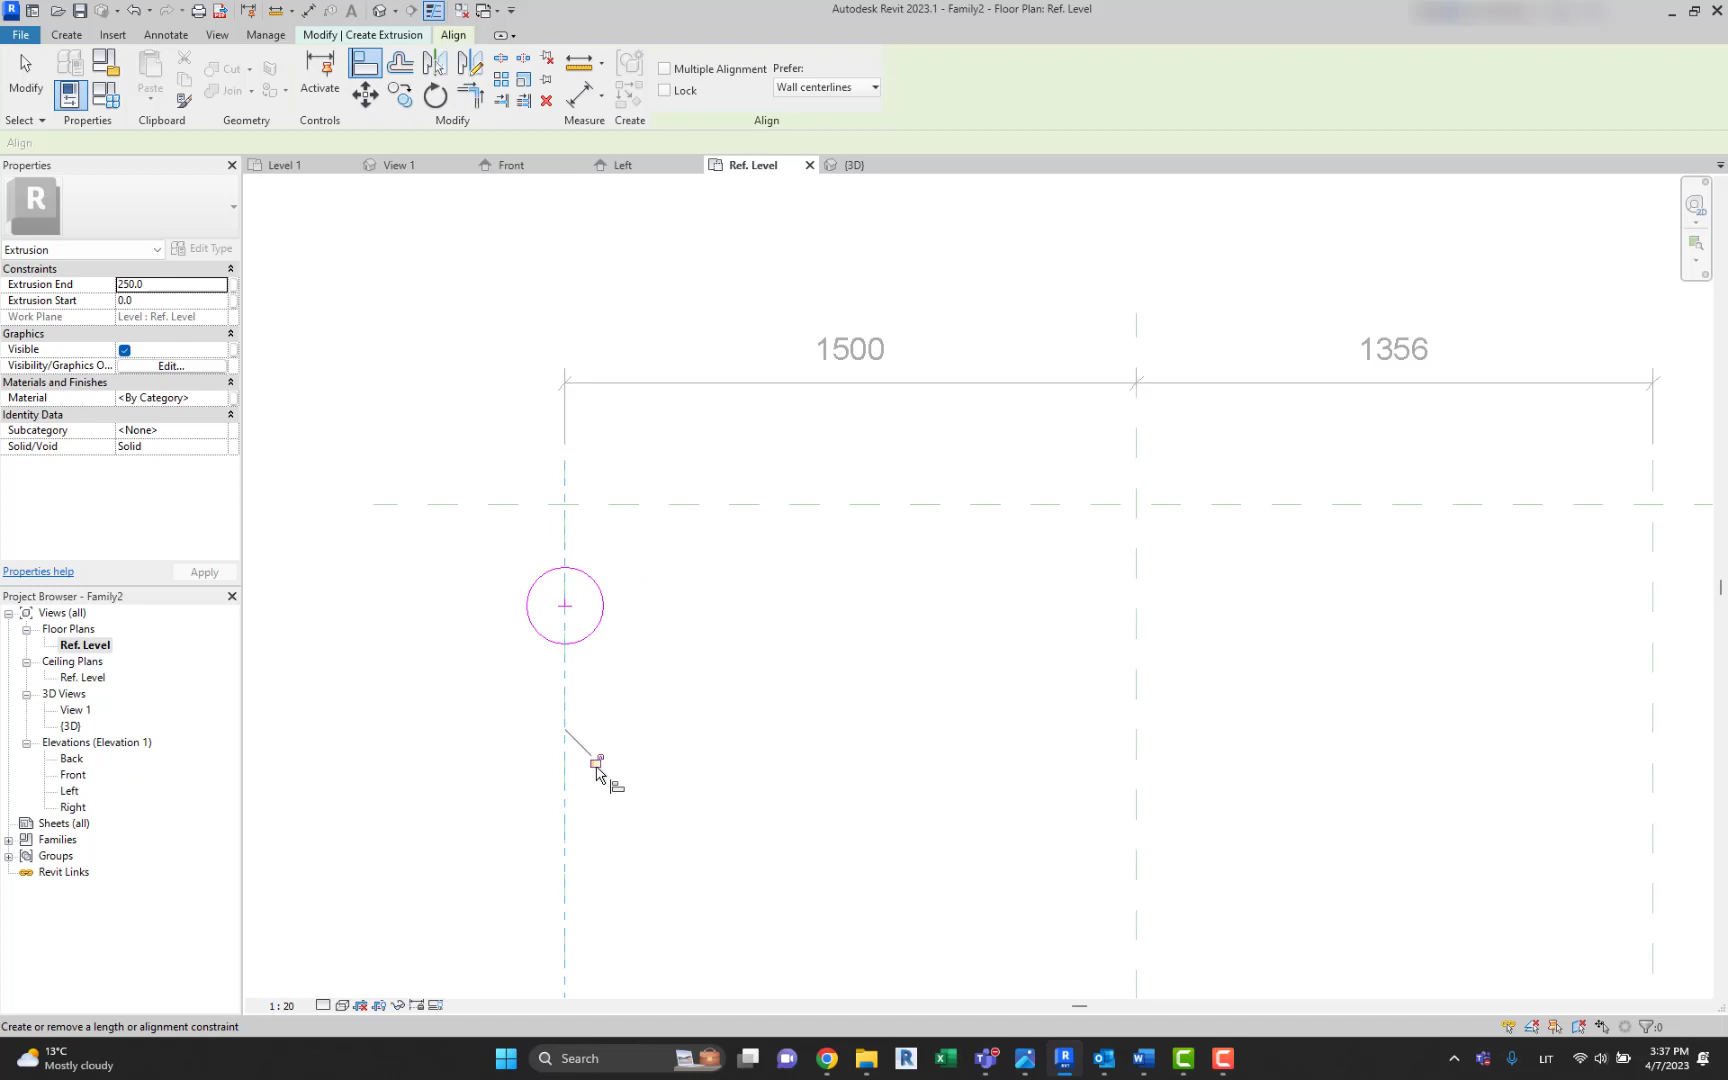 Autodesk Revit 2023.1 - Family2 - Floor Plan: Ref. Level
File Create Insert Annotate View Manage Modify | Create Extrusion Align
Modify
Paste
Cut
Join
Activate
Multiple Alignment Prefer:
Lock
Wall centerlines
Select Properties Clipboard Geometry Controls Modify Measure Create Align
Align
Properties
Level 1 View 1 Front Left Ref. Level {3D}
R
Extrusion
Edit Type
Constraints
Extrusion End 250.0
Extrusion Start 0.0
Work Plane Level : Ref. Level
Graphics
Visible
Visibility/Graphics O... Edit...
Materials and Finishes
Material <By Category>
Identity Data
Subcategory <None>
Solid/Void Solid
Properties help Apply
Project Browser - Family2
Views (all)
Floor Plans
Ref. Level
Ceiling Plans
Ref. Level
3D Views
View 1
{3D}
Elevations (Elevation 1)
Back
Front
Left
Right
Sheets (all)
Families
Groups
Revit Links
1500
1356
2D
1 : 20
Create or remove a length or alignment constraint
:0
13°C
Mostly cloudy
Search
LIT
3:37 PM
4/7/2023